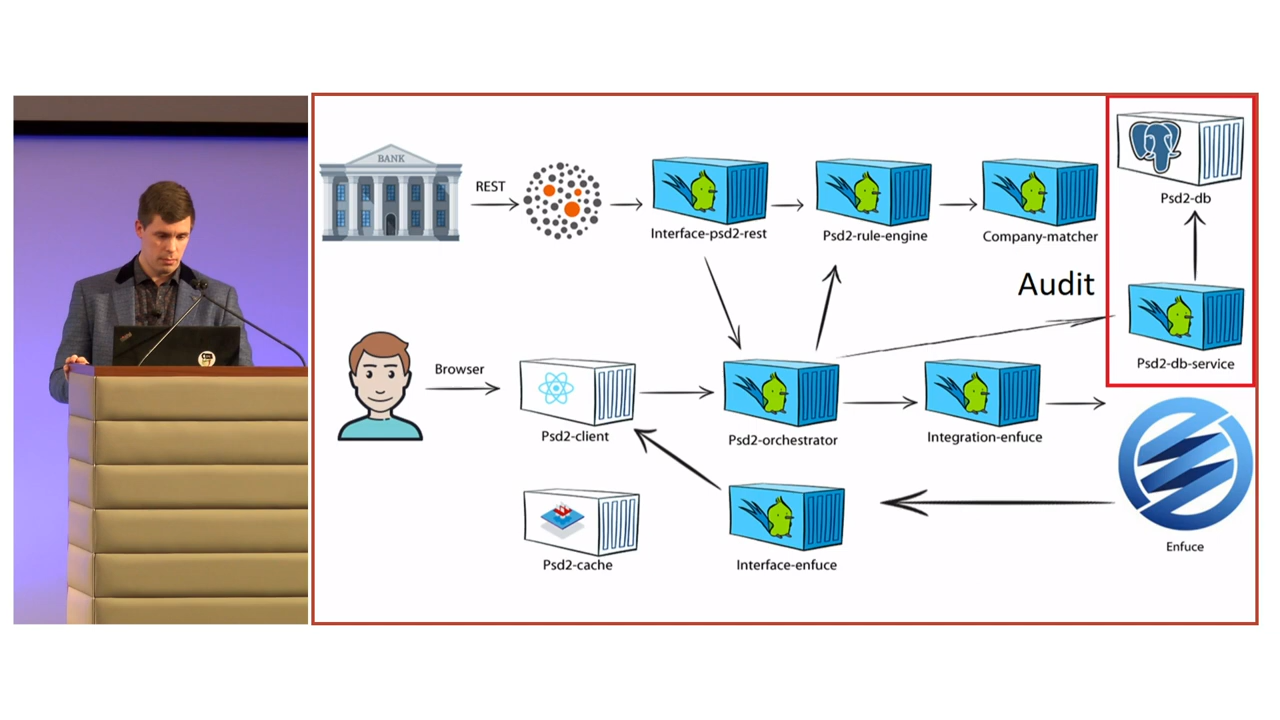 BANK
REST
Interface-psd2-rest
Psd2-rule-engine
Company-matcher
Psd2-db
Audit
Psd2-db-service
Browser
Psd2-client
Psd2-orchestrator
Integration-enfuce
Psd2-cache
Interface-enfuce
Enfuce